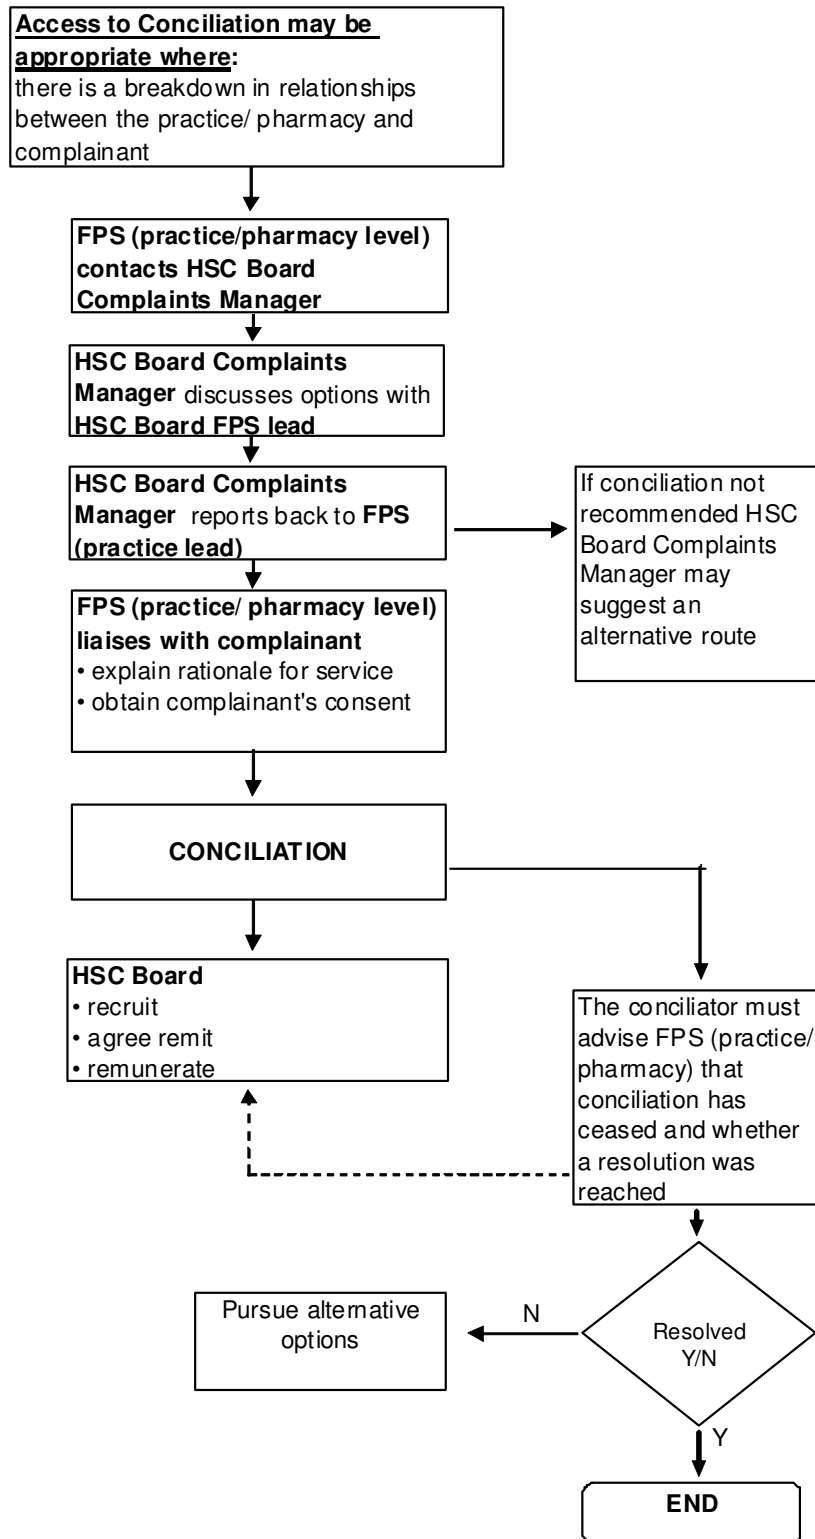 Access to Conciliation may be
appropriate where:
there is a breakdown in relationships
between the practice/ pharmacy and
complainant
FPS (practice/pharmacy level)
contacts HSC Board
Complaints Manager
HSC Board Complaints
Manager discusses options with
HSC Board FPS lead
HSC Board Complaints
Manager reports back to FPS
(practice lead)
If conciliation not
recommended HSC
Board Complaints
Manager may
suggest an
alternative route
FPS (practice/ pharmacy level)
liaises with complainant
• explain rationale for service
• obtain complainant's consent
CONCILIATION
HSC Board
• recruit
• agree remit
• remunerate
The conciliator must
advise FPS (practice/
pharmacy) that
conciliation has
ceased and whether
a resolution was
reached
Resolved
Y/N
N
Pursue alternative
options
Y
END